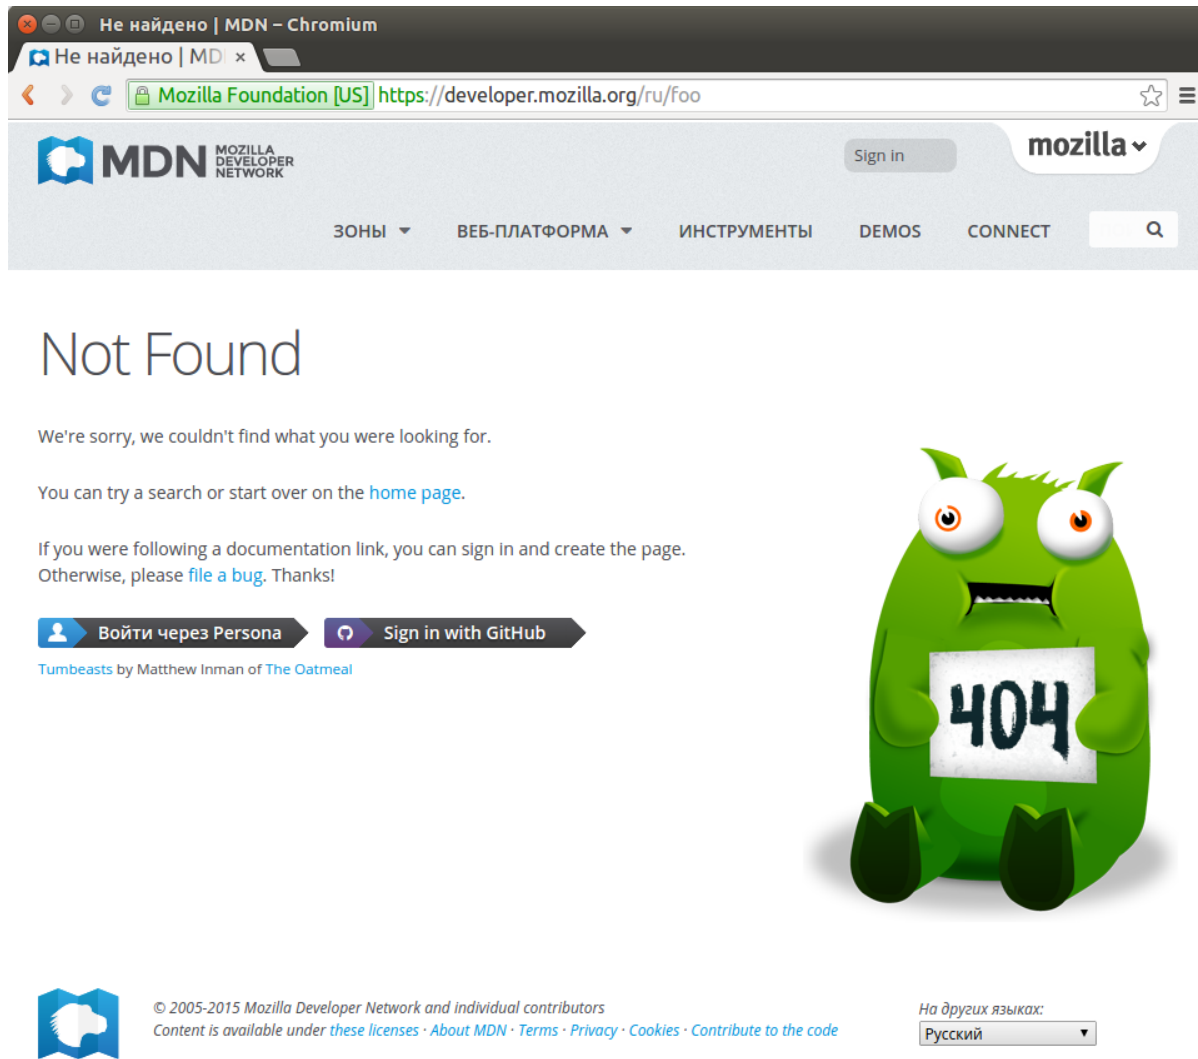 Не найдено | MDN – Chromium
Не найдено | MD
Mozilla Foundation [US] https://developer.mozilla.org/ru/foo
MDN MOZILLA DEVELOPER NETWORK
Sign in
mozilla
ЗОНЫ ВЕБ-ПЛАТФОРМА ИНСТРУМЕНТЫ DEMOS CONNECT
Not Found
We're sorry, we couldn't find what you were looking for.
You can try a search or start over on the home page.
If you were following a documentation link, you can sign in and create the page.
Otherwise, please file a bug. Thanks!
Войти через Persona Sign in with GitHub
Tumbeasts by Matthew Inman of The Oatmeal
404
© 2005-2015 Mozilla Developer Network and individual contributors
Content is available under these licenses · About MDN · Terms · Privacy · Cookies · Contribute to the code
На других языках:
Русский